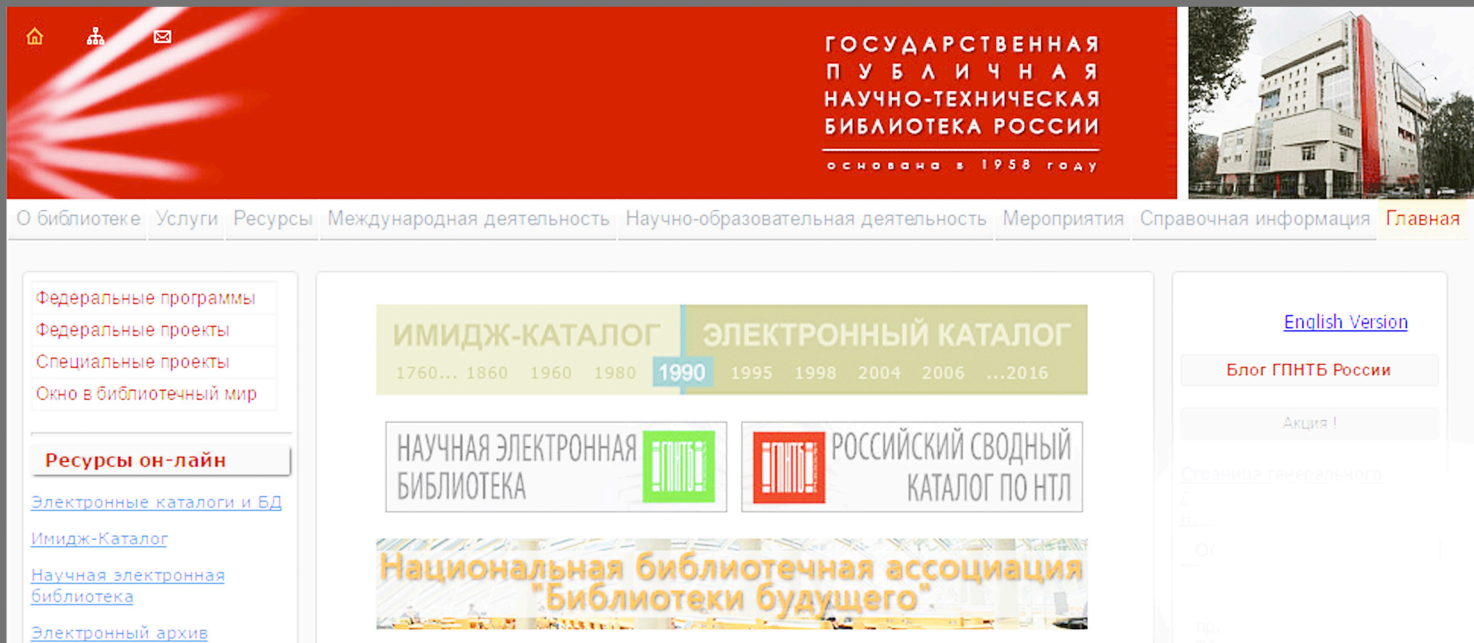 ГОСУДАРСТВЕННАЯ
ПУБЛИЧНАЯ
НАУЧНО-ТЕХНИЧЕСКАЯ
БИБЛИОТЕКА РОССИИ
основана в 1958 году
О библиотеке Услуги Ресурсы Международная деятельность Научно-образовательная деятельность Мероприятия Справочная информация Главная
Федеральные программы
Федеральные проекты
Специальные проекты
Окно в библиотечный мир
Ресурсы он-лайн
Электронные каталоги и БД
Имидж-Каталог
Научная электронная
библиотека
Электронный архив
ИМИД�ж-КАТАЛОГ ЭЛЕКТРОННЫЙ КАТАЛОГ
1760... 1860 1960 1980 1990 1995 1998 2004 2006 ...2016
НАУЧНАЯ ЭЛЕКТРОННАЯ
БИБЛИОТЕКА
ГПНТБ
ГПНТБ
РОССИЙСКИЙ СВОДНЫЙ
КАТАЛОГ ПО НТЛ
Национальная библиотечная ассоциация
"Библиотеки будущего"
English Version
Блог ГПНТБ России
Акция !
Страница генерального